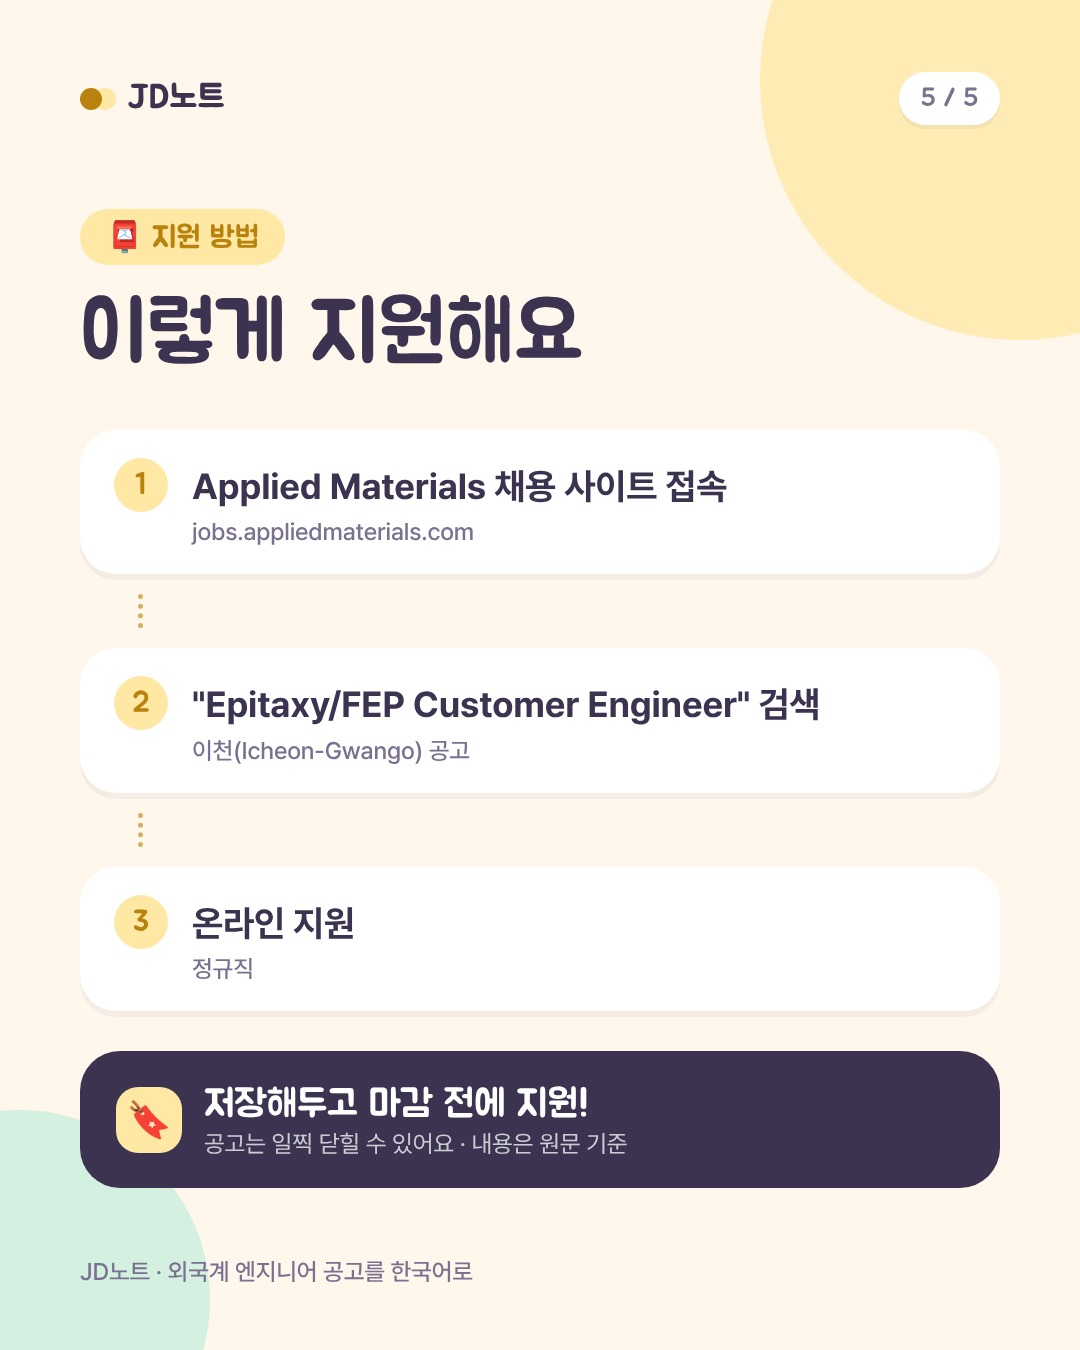 JD노트
5 / 5
지원 방법
이렇게 지원해요
1
Applied Materials 채용 사이트 접속
jobs.appliedmaterials.com
2
"Epitaxy/FEP Customer Engineer" 검색
이천(Icheon-Gwango) 공고
3
온라인 지원
정규직
저장해두고 마감 전에 지원!
공고는 일찍 닫힐 수 있어요 · 내용은 원문 기준
JD노트 · 외국계 엔지니어 공고를 한국어로